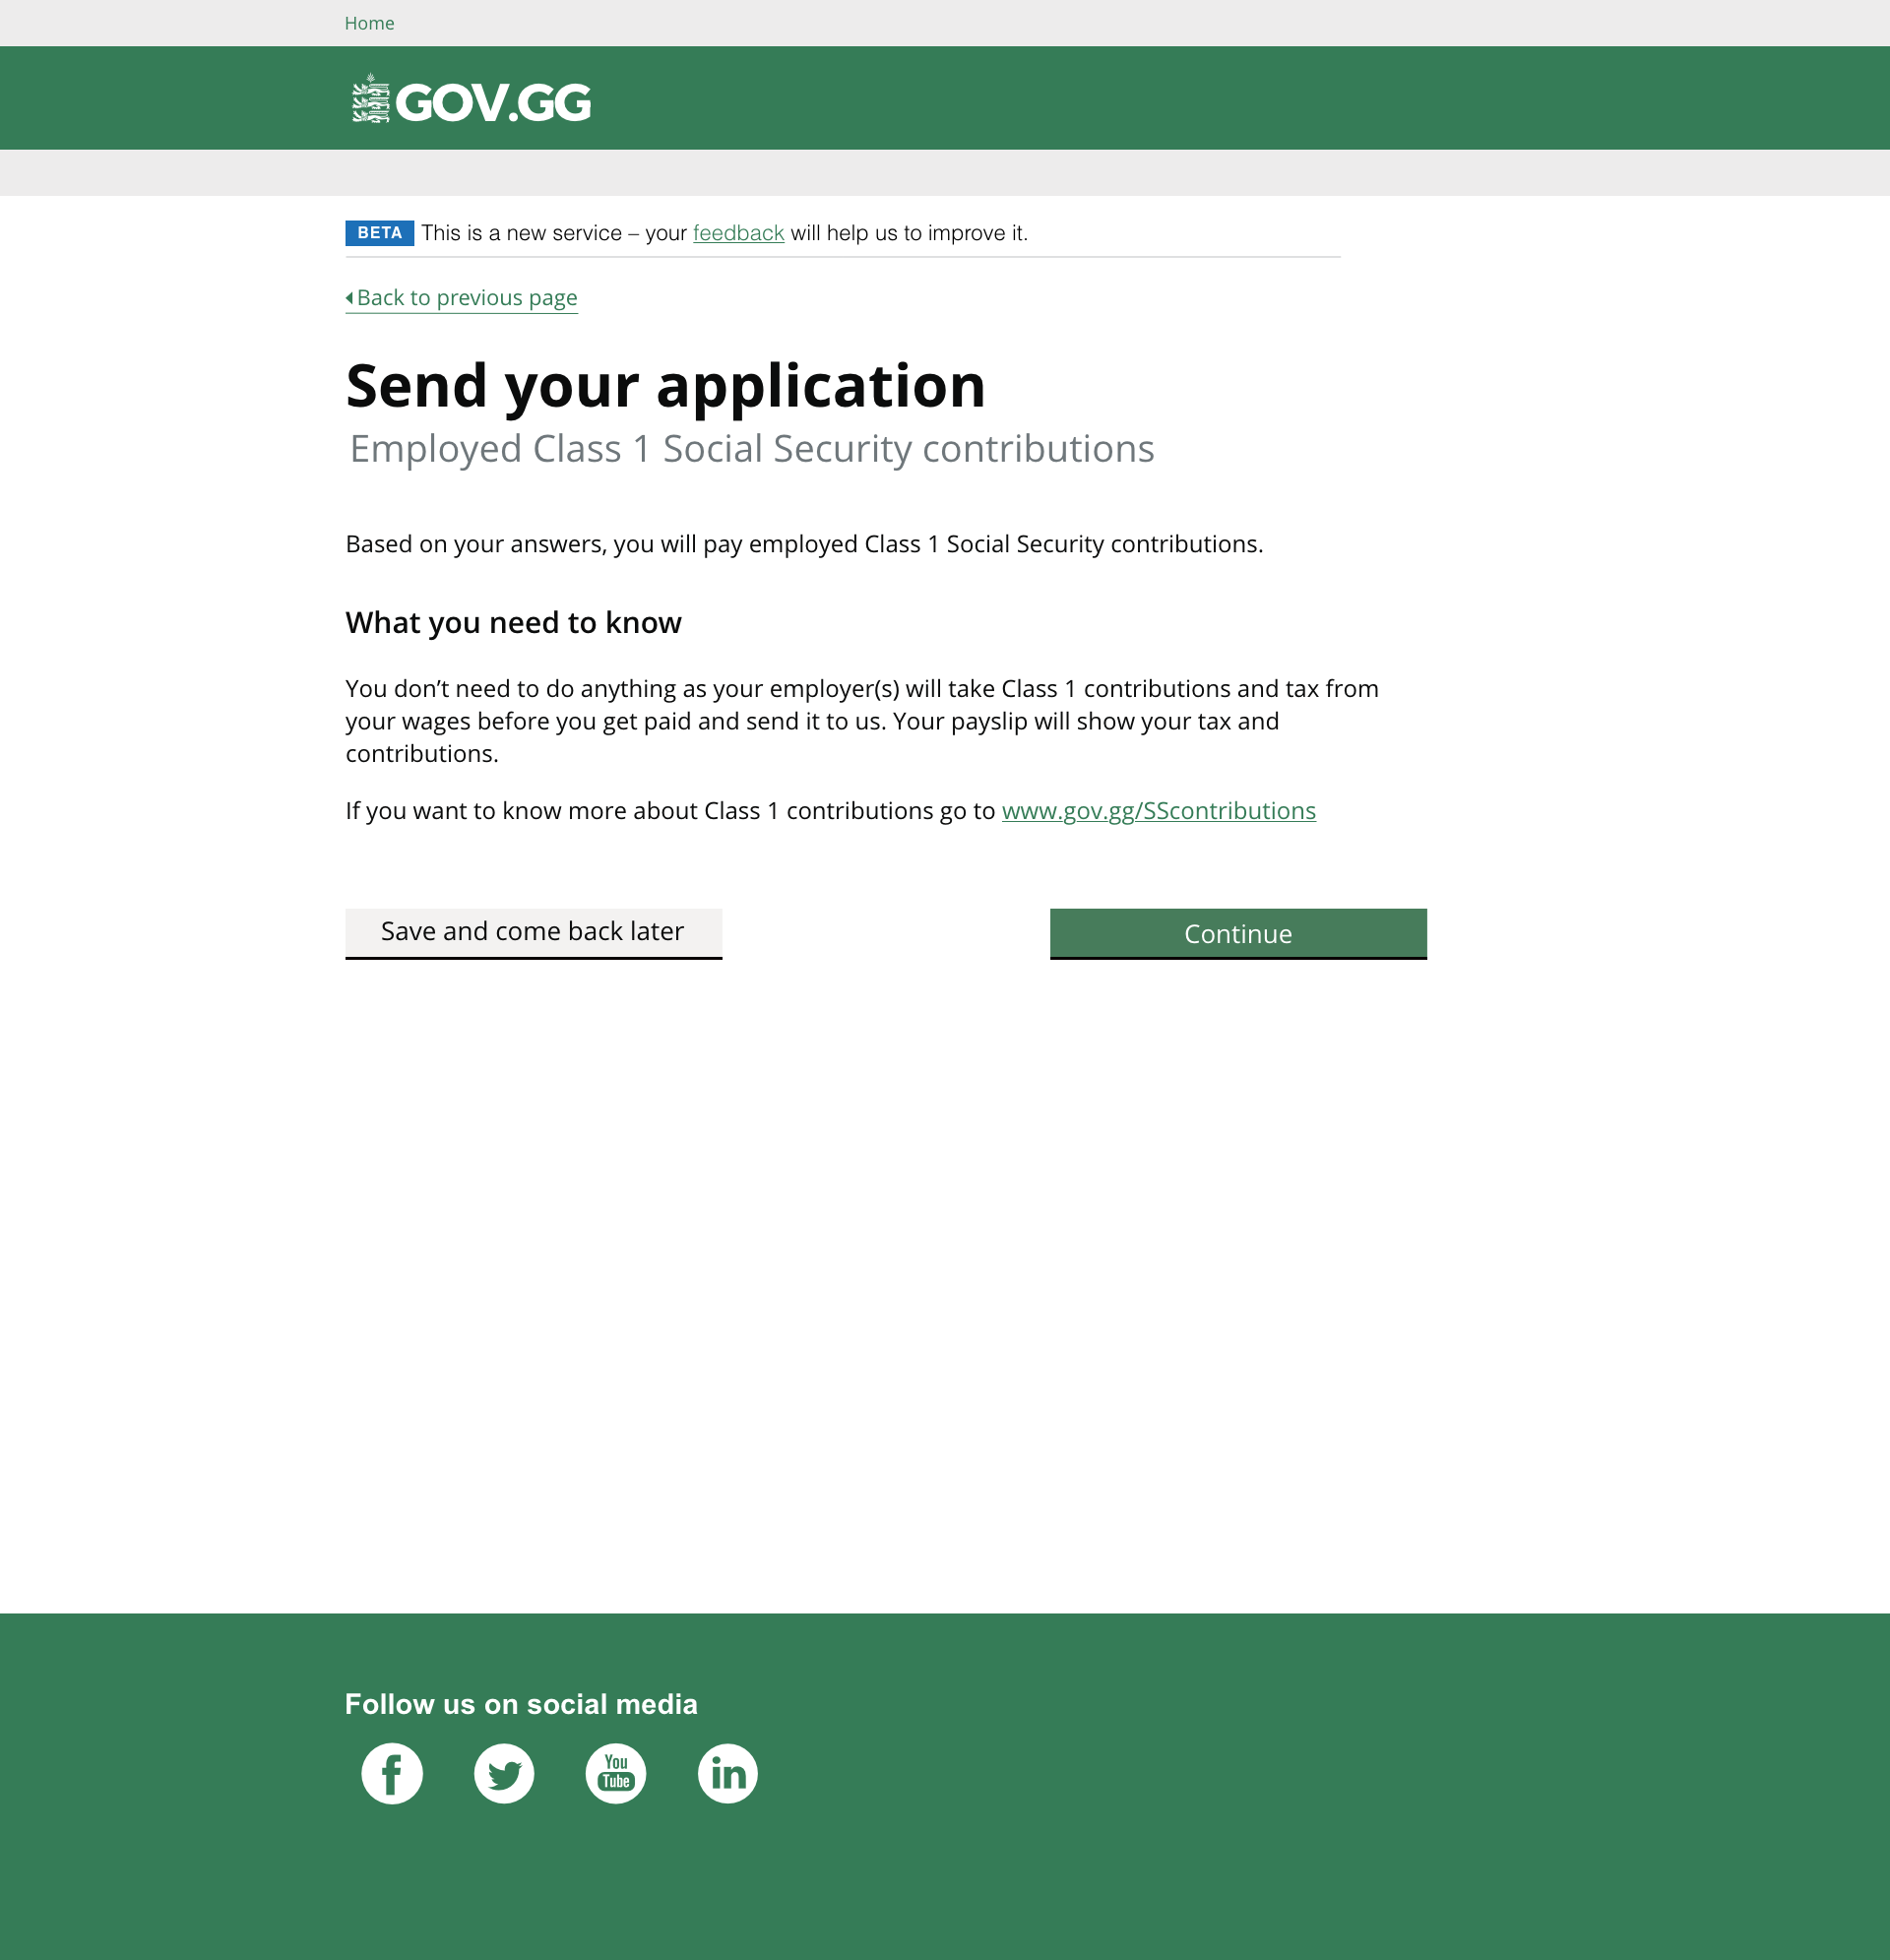 Home
GOV.GG
BETA This is a new service – your feedback will help us to improve it.
Back to previous page
Send your application
Employed Class 1 Social Security contributions
Based on your answers, you will pay employed Class 1 Social Security contributions.
What you need to know
You don’t need to do anything as your employer(s) will take Class 1 contributions and tax from
your wages before you get paid and send it to us. Your payslip will show your tax and
contributions.
If you want to know more about Class 1 contributions go to www.gov.gg/SScontributions
Save and come back later
Continue
Follow us on social media
f
You
Tube
in